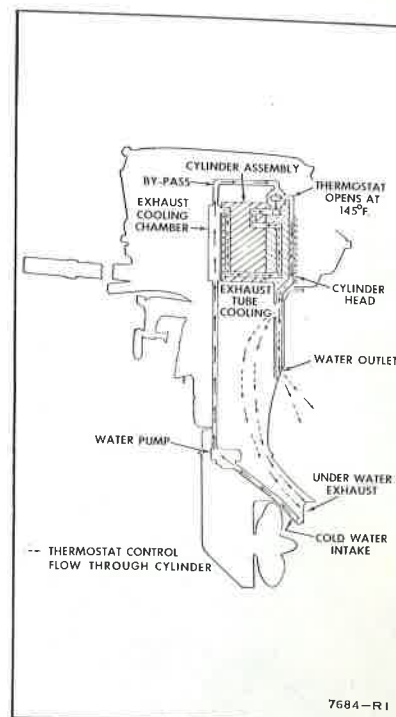 CYLINDER ASSEMBLY
BY-PASS
THERMOSTAT
OPENS AT
145°F.
EXHAUST
COOLING
CHAMBER
CYLINDER
HEAD
EXHAUST
TUBE
COOLING
WATER OUTLET
WATER PUMP
UNDER WATER
EXHAUST
COLD WATER
INTAKE
-- THERMOSTAT CONTROL
FLOW THROUGH CYLINDER
7684-R1